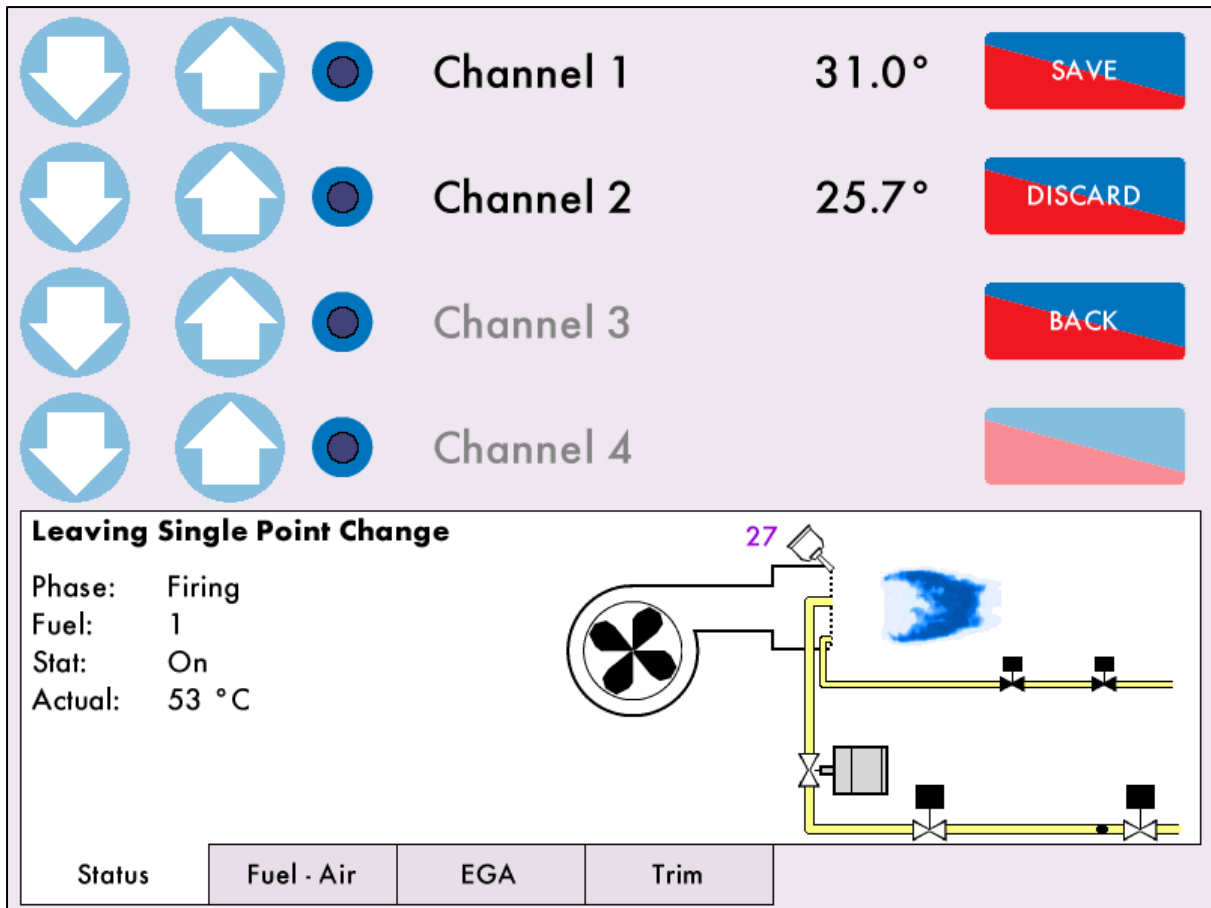 Channel 1 31.0° SAVE
Channel 2 25.7° DISCARD
Channel 3 BACK
Channel 4
Leaving Single Point Change
27
Phase: Firing
Fuel: 1
Stat: On
Actual: 53 °C
Status Fuel - Air EGA Trim